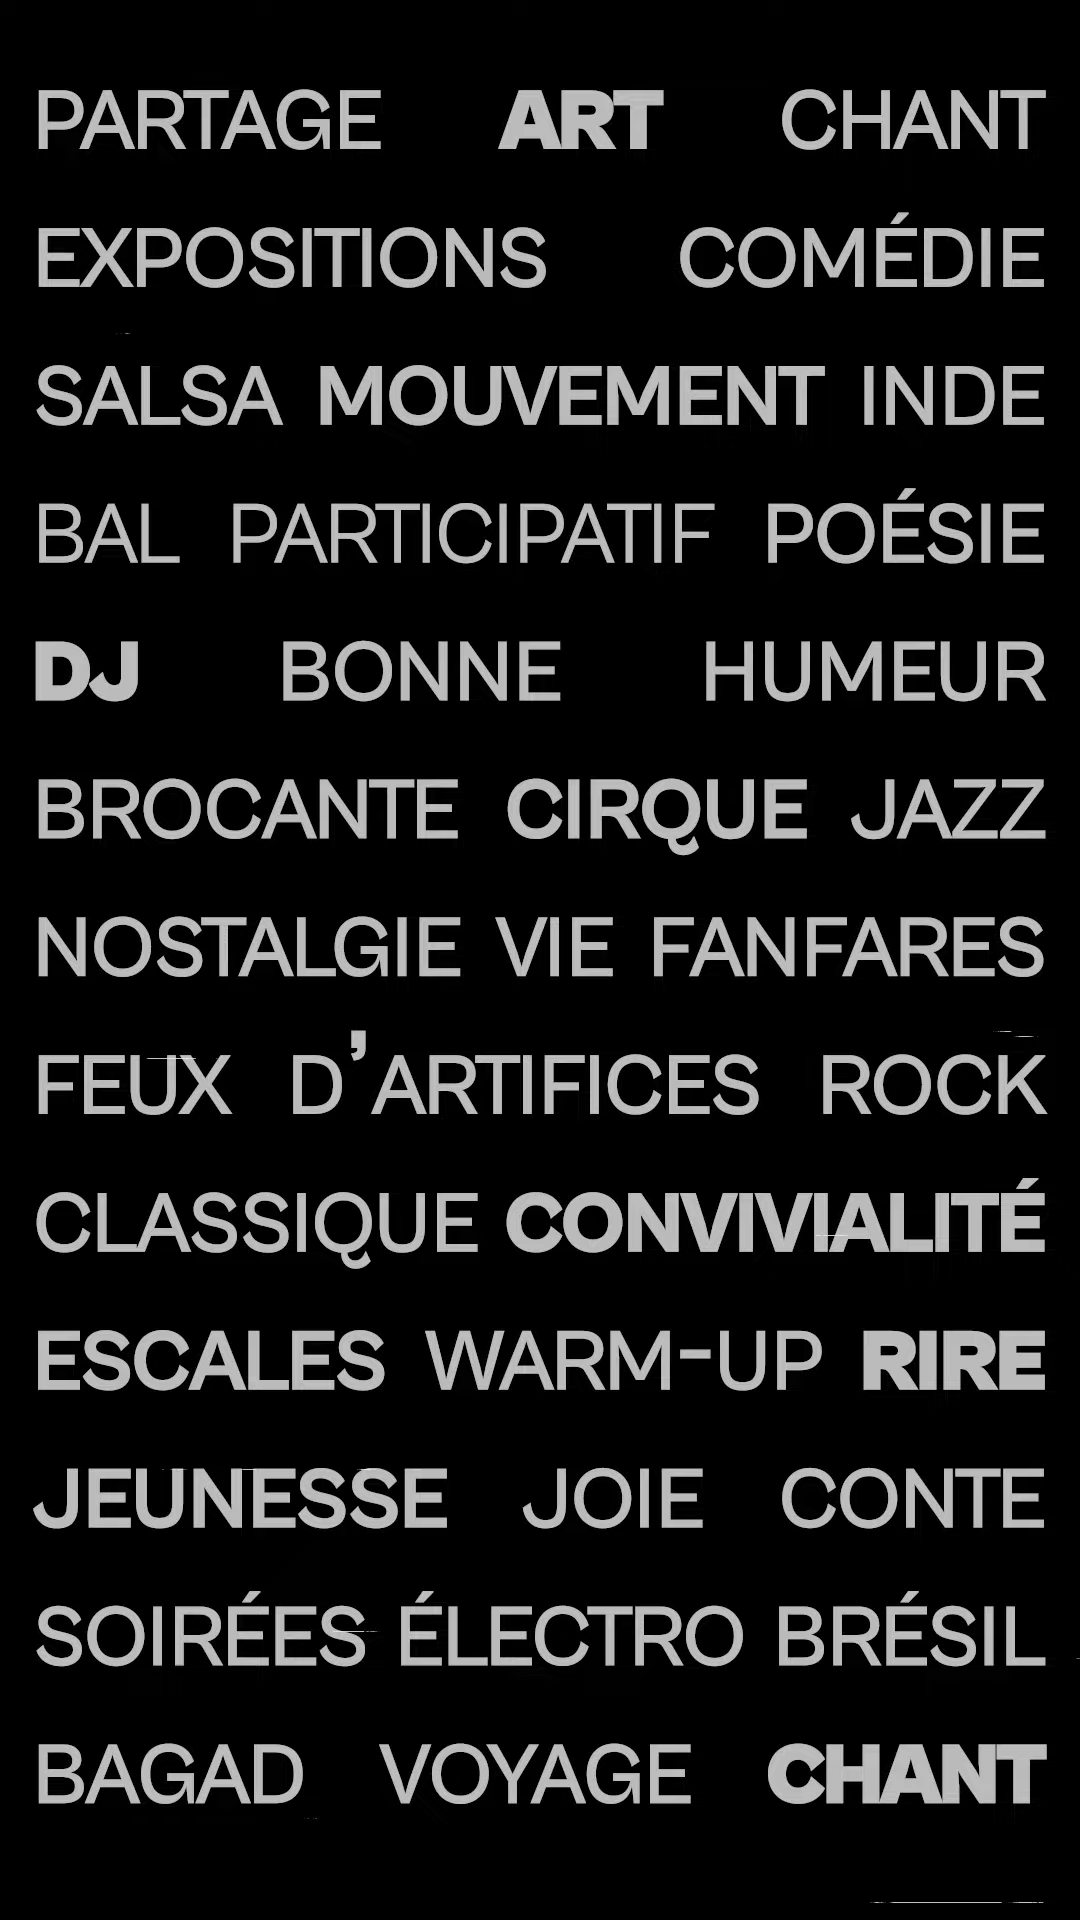 PARTAGE ART CHANT
EXPOSITIONS COMÉDIE
SALSA MOUVEMENT INDE
BAL PARTICIPATIF POÉSIE
DJ BONNE HUMEUR
BROCANTE CIRQUE JAZZ
NOSTALGIE VIE FANFARES
FEUX D’ARTIFICES ROCK
CLASSIQUE CONVIVIALITÉ
ESCALES WARM-UP RIRE
JEUNESSE JOIE CONTE
SOIRÉES ÉLECTRO BRÉSIL
BAGAD VOYAGE CHANT